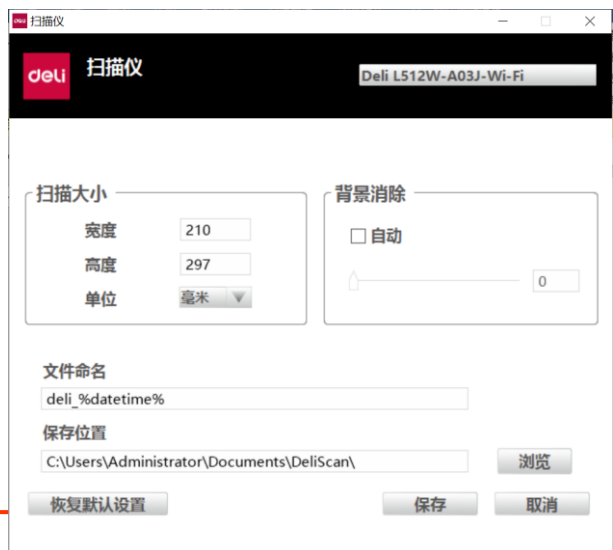 deli 扫描仪
deli 扫描仪
Deli L512W-A03J-Wi-Fi
扫描大小
宽度 210
高度 297
单位 毫米
背景消除
自动
0
文件命名
deli_%datetime%
保存位置
C:\Users\Administrator\Documents\DeliScan\
浏览
恢复默认设置 保存 取消